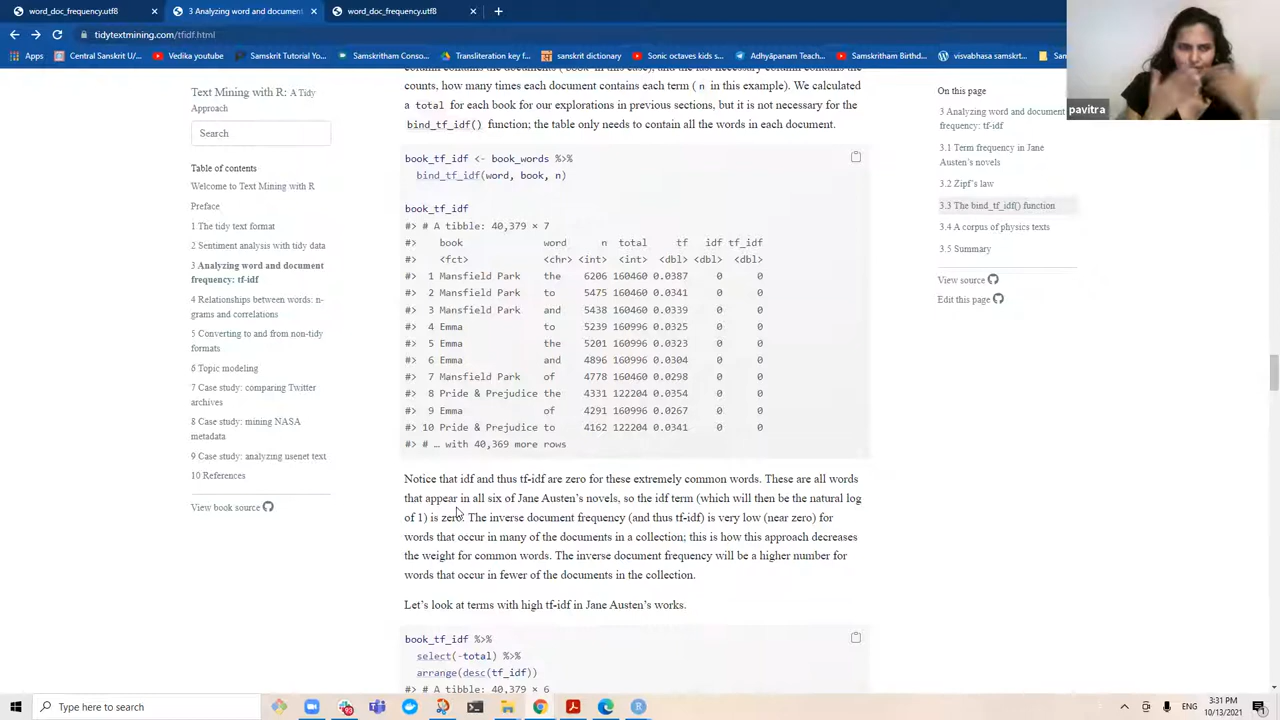 word_doc_frequency.utf8
3 Analyzing word and document
word_doc_frequency.utf8
tidytextmining.com/tfidf.html
Apps
Central Sanskrit U/...
Vedika youtube
Samskrit Tutorial Yo...
Samskritham Conso...
Translateration key f...
sanskrit dictionary
Sonic octaves kids s...
Adhyāpanam Teach...
Samskritham Birthd...
visvabhasa samskrt...
San
pavitra
Text Mining with R: A Tidy
Approach
Search
Table of contents
Welcome to Text Mining with R
Preface
1 The tidy text format
2 Sentiment analysis with tidy data
3 Analyzing word and document
frequency: tf-idf
4 Relationships between words: n-
grams and correlations
5 Converting to and from non-tidy
formats
6 Topic modeling
7 Case study: comparing Twitter
archives
8 Case study: mining NASA
metadata
9 Case study: analyzing usenet text
10 References
View book source
counts, how many times each document contains each term ( n in this example). We calculated
a total for each book for our explorations in previous sections, but it is not necessary for the
bind_tf_idf() function; the table only needs to contain all the words in each document.
book_tf_idf <- book_words %>%
bind_tf_idf(word, book, n)
book_tf_idf
#> # A tibble: 40,379 × 7
#> book word n total tf idf tf_idf
#> <fct> <chr> <int> <int> <dbl> <dbl> <dbl>
#> 1 Mansfield Park the 6206 160460 0.0387 0 0
#> 2 Mansfield Park to 5475 160460 0.0341 0 0
#> 3 Mansfield Park and 5438 160460 0.0339 0 0
#> 4 Emma to 5239 160996 0.0325 0 0
#> 5 Emma the 5201 160996 0.0323 0 0
#> 6 Emma and 4896 160996 0.0304 0 0
#> 7 Mansfield Park of 4778 160460 0.0298 0 0
#> 8 Pride & Prejudice the 4331 122204 0.0354 0 0
#> 9 Emma of 4291 160996 0.0267 0 0
#> 10 Pride & Prejudice to 4162 122204 0.0341 0 0
#> # … with 40,369 more rows
Notice that idf and thus tf-idf are zero for these extremely common words. These are all words
that appear in all six of Jane Austen's novels, so the idf term (which will then be the natural log
of 1) is zero. The inverse document frequency (and thus tf-idf) is very low (near zero) for
words that occur in many of the documents in a collection; this is how this approach decreases
the weight for common words. The inverse document frequency will be a higher number for
words that occur in fewer of the documents in the collection.
Let's look at terms with high tf-idf in Jane Austen's works.
book_tf_idf %>%
select(-total) %>%
arrange(desc(tf_idf))
#> # A tibble: 40,379 × 6
On this page
3 Analyzing word and document
frequency: tf-idf
3.1 Term frequency in Jane
Austen's novels
3.2 Zipf's law
3.3 The bind_tf_idf() function
3.4 A corpus of physics texts
3.5 Summary
View source
Edit this page
Type here to search
3:31 PM
10/13/2021